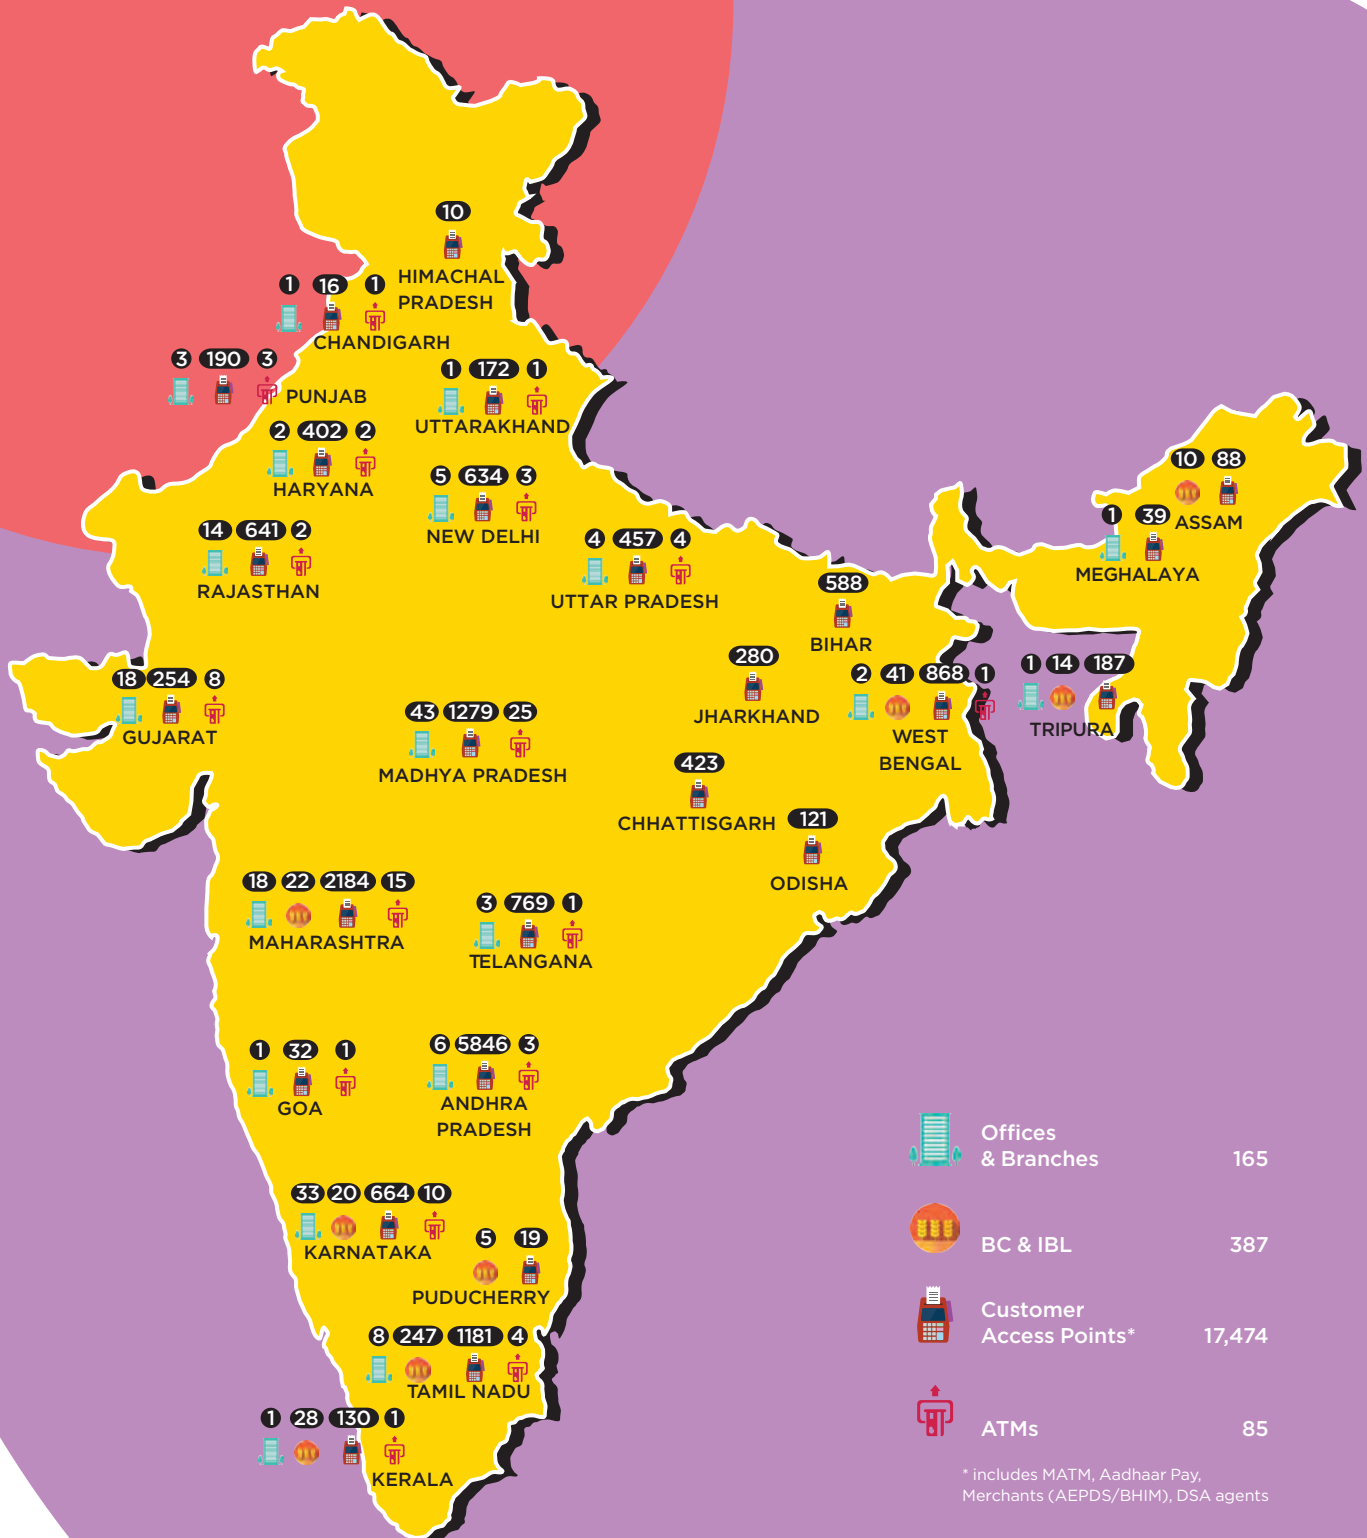 10
HIMACHAL
PRADESH
1 16 1
CHANDIGARH
3 190 3
PUNJAB
1 172 1
UTTARAKHAND
2 402 2
HARYANA
5 634 3
NEW DELHI
10 88
ASSAM
1 39
MEGHALAYA
14 641 2
RAJASTHAN
4 457 4
UTTAR PRADESH
588
BIHAR
280
JHARKHAND
2 41 868 1
WEST
BENGAL
1 14 187
TRIPURA
18 254 8
GUJARAT
43 1279 25
MADHYA PRADESH
423
CHHATTISGARH
121
ODISHA
18 22 2184 15
MAHARASHTRA
3 769 1
TELANGANA
1 32 1
GOA
6 5846 3
ANDHRA
PRADESH
33 20 664 10
KARNATAKA
5 19
PUDUCHERRY
8 247 1181 4
TAMIL NADU
1 28 130 1
KERALA
Offices
& Branches 165
BC & IBL 387
Customer
Access Points* 17,474
ATMs 85
* includes MATM, Aadhaar Pay,
Merchants (AEPDS/BHIM), DSA agents